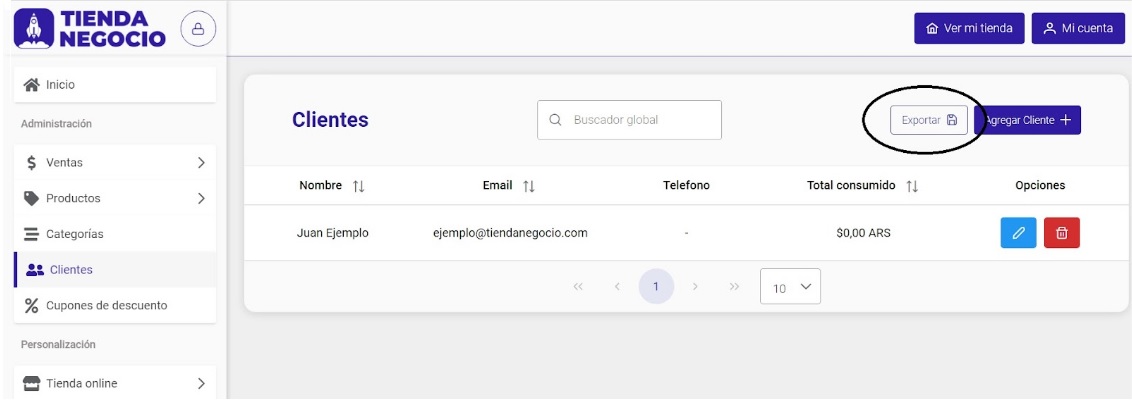 TIENDA
NEGOCIO
Ver mi tienda
Mi cuenta
Inicio
Administración
Ventas
Productos
Categorías
Clientes
Cupones de descuento
Personalización
Tienda online
Clientes
Buscador global
Exportar
Agregar Cliente
Nombre Email Telefono Total consumido Opciones
Juan Ejemplo ejemplo@tiendanegocio.com - $0,00 ARS
<< < 1 > >> 10